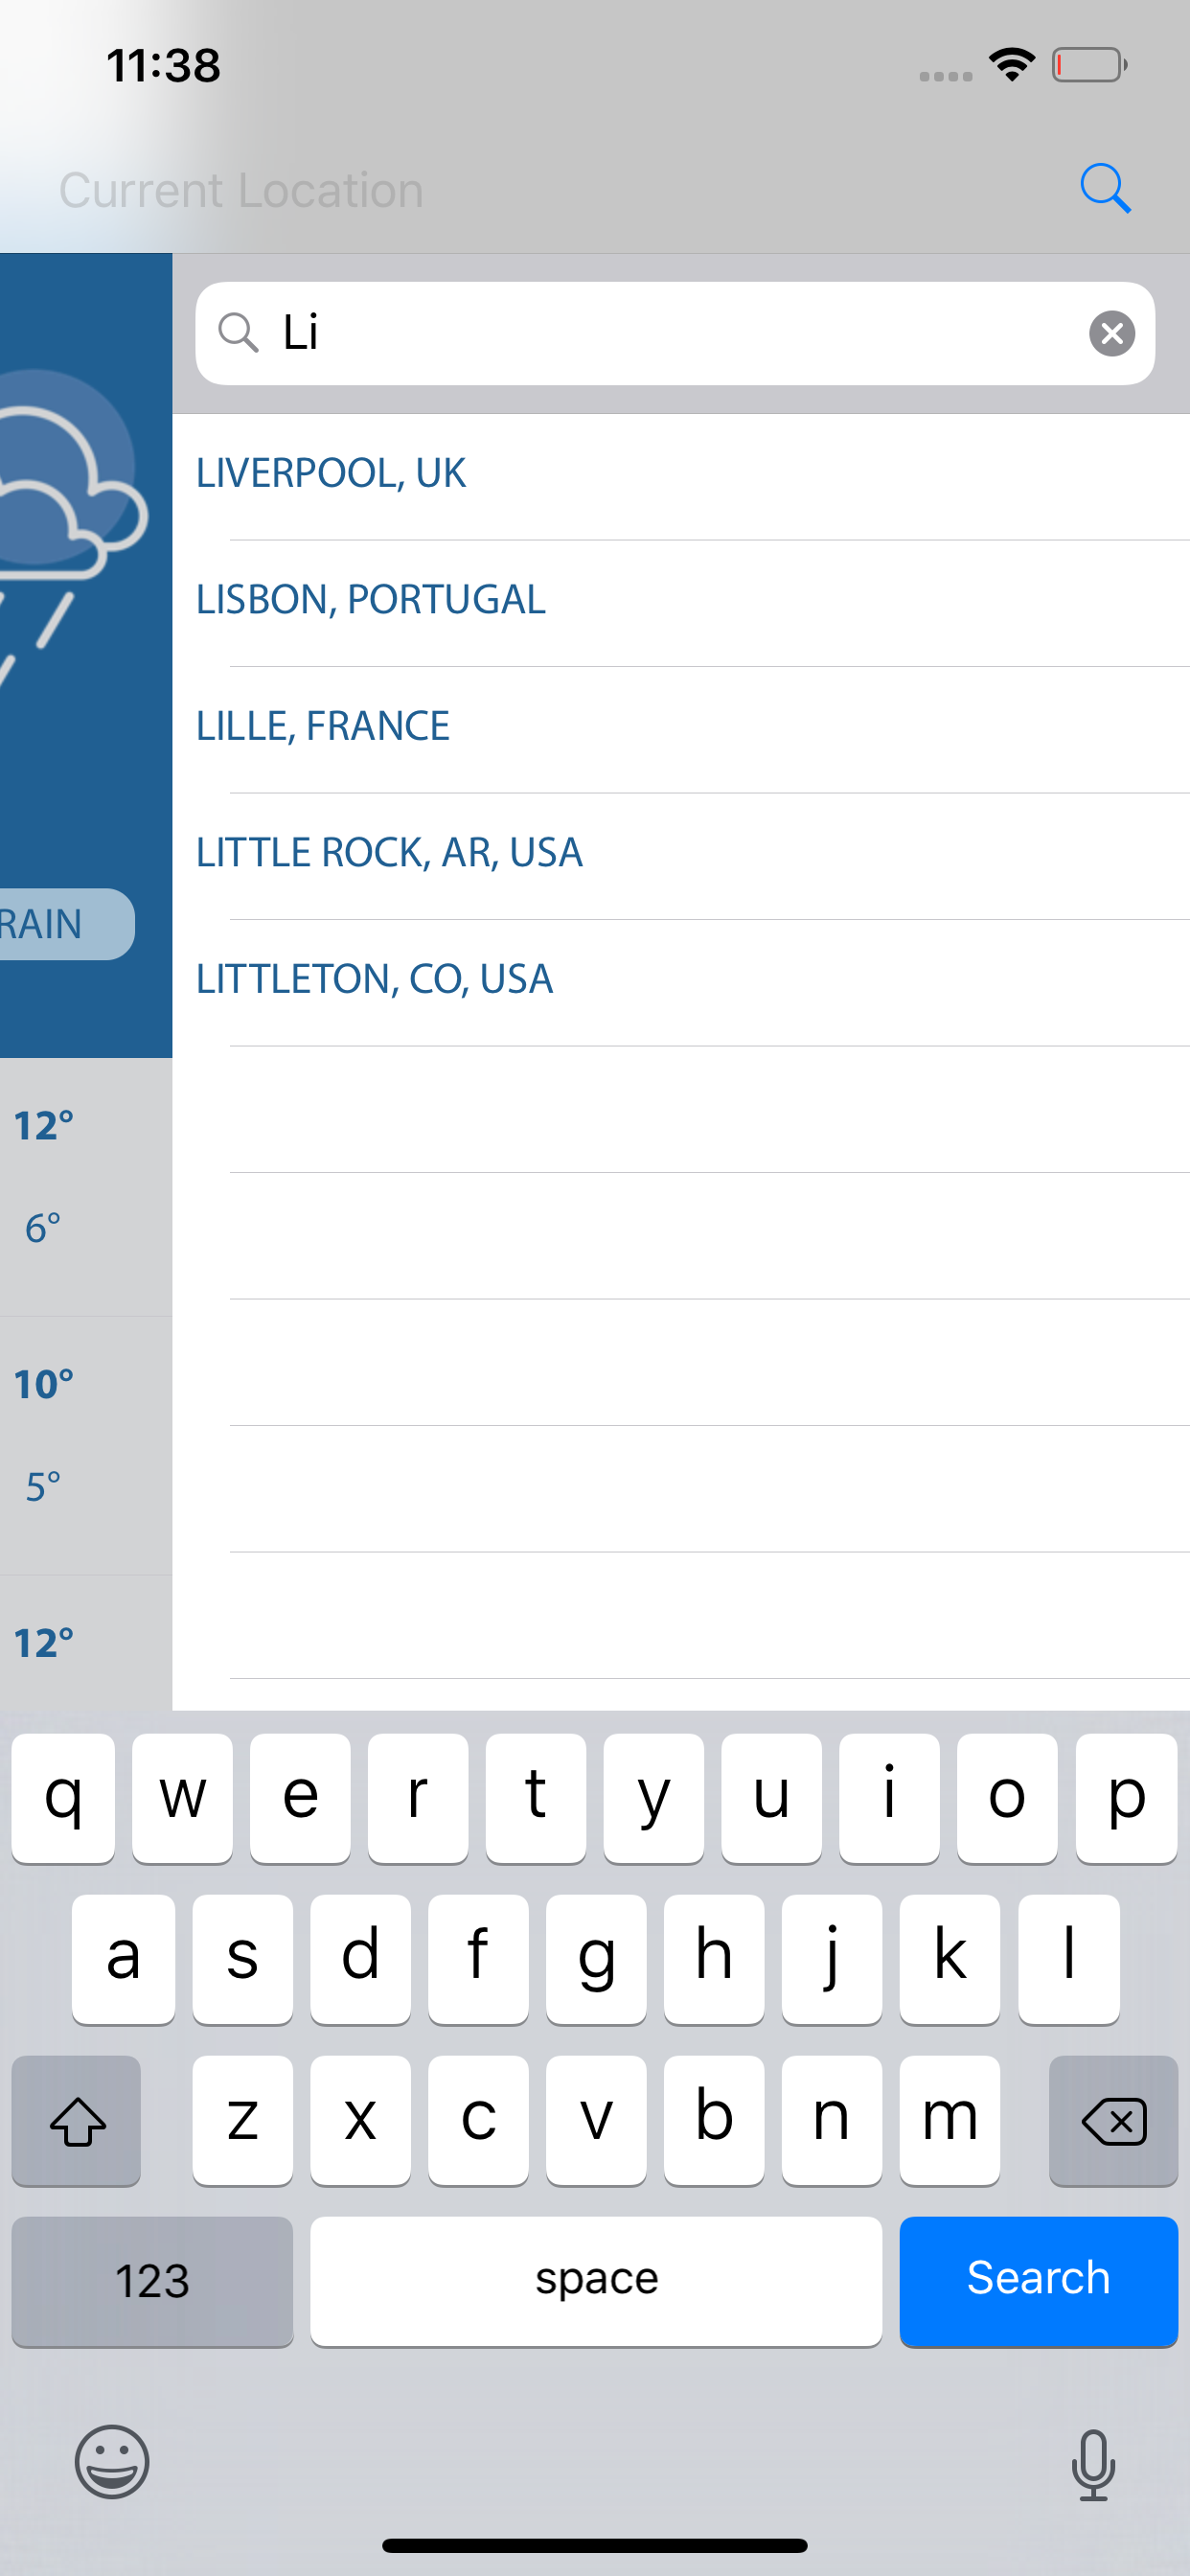 11:38
Current Location
Li
LIVERPOOL, UK
LISBON, PORTUGAL
LILLE, FRANCE
LITTLE ROCK, AR, USA
RAIN
LITTLETON, CO, USA
12°
6°
10°
5°
12°
q w e r t y u i o p
a s d f g h j k l
z x c v b n m
123 space Search